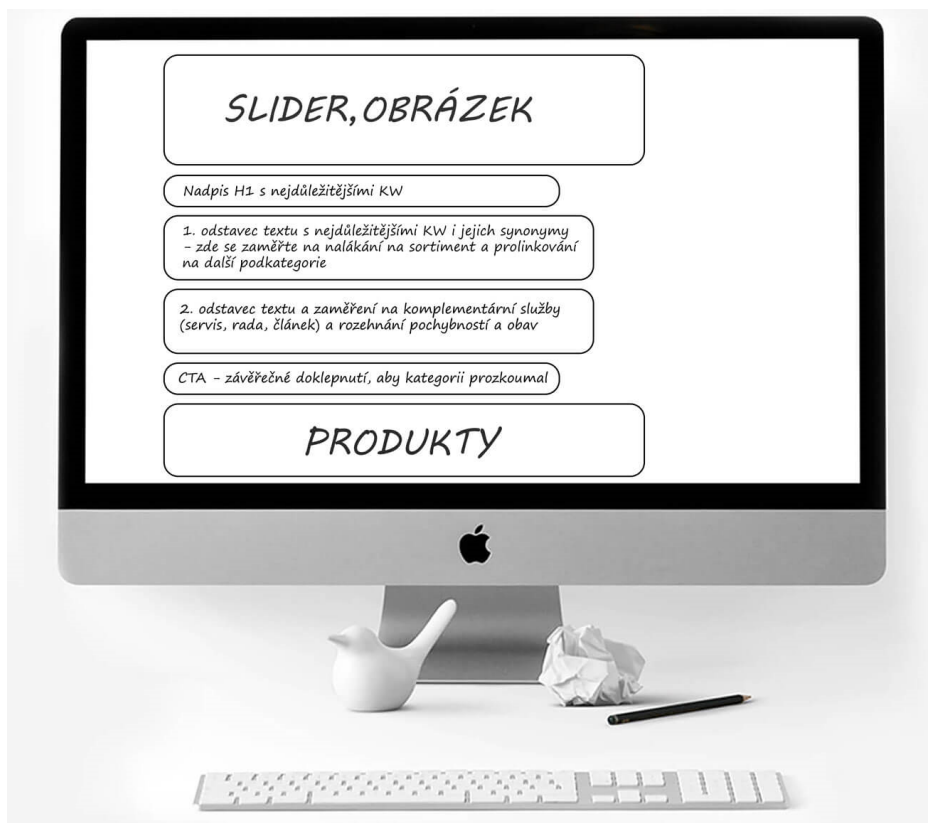 SLIDER, OBRÁZEK
Nadpis H1 s nejdůležitějšími KW
1. odstavec textu s nejdůležitějšími KW i jejich synonymy
- zde se zaměřte na nalákání na sortiment a prolinkování
na další podkategorie
2. odstavec textu a zaměření na komplementární služby
(servis, rada, článek) a rozehnání pochybností a obav
CTA - závěřečné doklepnutí, aby kategorii prozkoumal
PRODUKTY